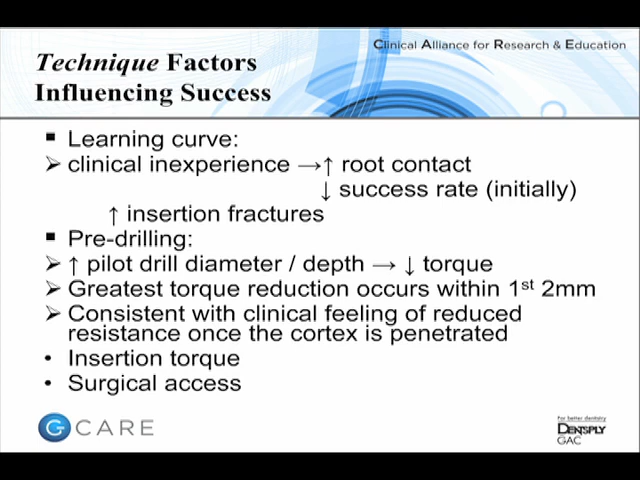 Clinical Alliance for Research & Education
Technique Factors
Influencing Success
▪ Learning curve:
➢ clinical inexperience →↑ root contact
↓ success rate (initially)
↑ insertion fractures
▪ Pre-drilling:
➢ ↑ pilot drill diameter / depth → ↓ torque
➢ Greatest torque reduction occurs within 1st 2mm
➢ Consistent with clinical feeling of reduced
resistance once the cortex is penetrated
• Insertion torque
• Surgical access
G CARE
For better dentistry
DENTSPLY
GAC